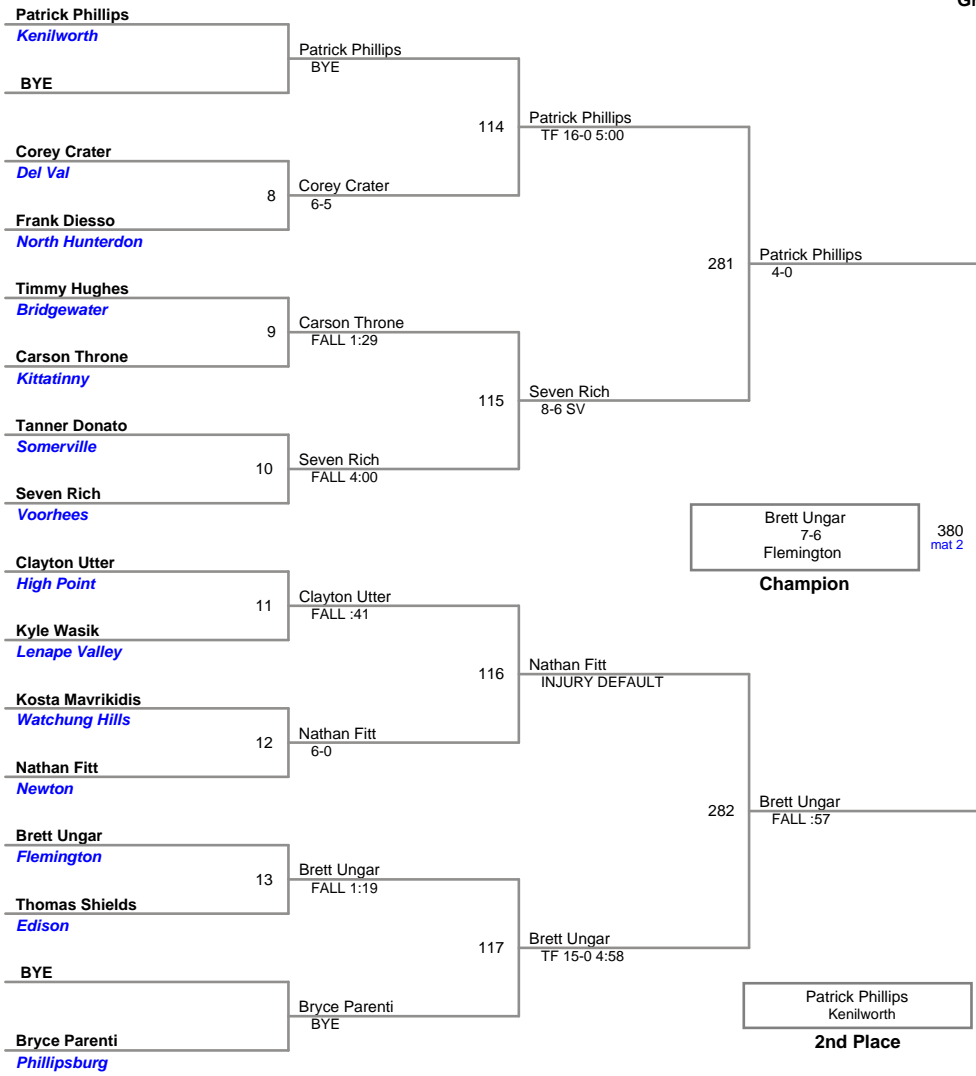 Gr
Patrick Phillips
Kenilworth
BYE
Corey Crater
Del Val
Frank Diesso
North Hunterdon
Timmy Hughes
Bridgewater
Carson Throne
Kittatinny
Tanner Donato
Somerville
Seven Rich
Voorhees
Clayton Utter
High Point
Kyle Wasik
Lenape Valley
Kosta Mavrikidis
Watchung Hills
Nathan Fitt
Newton
Brett Ungar
Flemington
Thomas Shields
Edison
BYE
Bryce Parenti
Phillipsburg
Patrick Phillips
BYE
8
Corey Crater
6-5
9
Carson Throne
FALL 1:29
10
Seven Rich
FALL 4:00
11
Clayton Utter
FALL :41
12
Nathan Fitt
6-0
13
Brett Ungar
FALL 1:19
Bryce Parenti
BYE
114
Patrick Phillips
TF 16-0 5:00
115
Seven Rich
8-6 SV
116
Nathan Fitt
INJURY DEFAULT
117
Brett Ungar
TF 15-0 4:58
281
Patrick Phillips
4-0
282
Brett Ungar
FALL :57
Brett Ungar
7-6
Flemington
380
mat 2
Champion
Patrick Phillips
Kenilworth
2nd Place